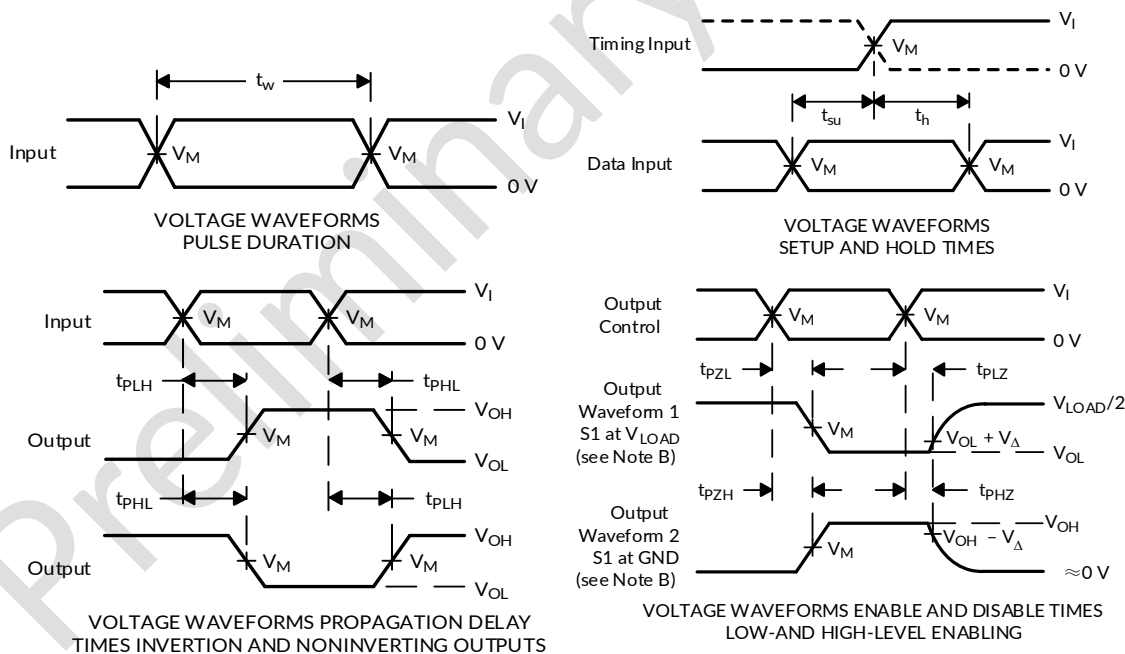 Preliminary
t_w
Input
V_M
V_M
V_I
0 V
VOLTAGE WAVEFORMS
PULSE DURATION
Timing Input
V_M
V_I
0 V
t_su
t_h
Data Input
V_M
V_M
V_I
0 V
VOLTAGE WAVEFORMS
SETUP AND HOLD TIMES
Input
V_M
V_M
V_I
0 V
t_PLH
t_PHL
Output
V_M
V_M
V_OH
V_OL
t_PHL
t_PLH
Output
V_M
V_M
V_OH
V_OL
VOLTAGE WAVEFORMS PROPAGATION DELAY
TIMES INVERTION AND NONINVERTING OUTPUTS
Output
Control
V_M
V_M
V_I
0 V
t_PZL
t_PLZ
Output
Waveform 1
S1 at V_LOAD
(see Note B)
V_M
V_LOAD/2
V_OL + V_Δ
V_OL
t_PZH
t_PHZ
Output
Waveform 2
S1 at GND
(see Note B)
V_M
V_OH
V_OH - V_Δ
≈0 V
VOLTAGE WAVEFORMS ENABLE AND DISABLE TIMES
LOW-AND HIGH-LEVEL ENABLING